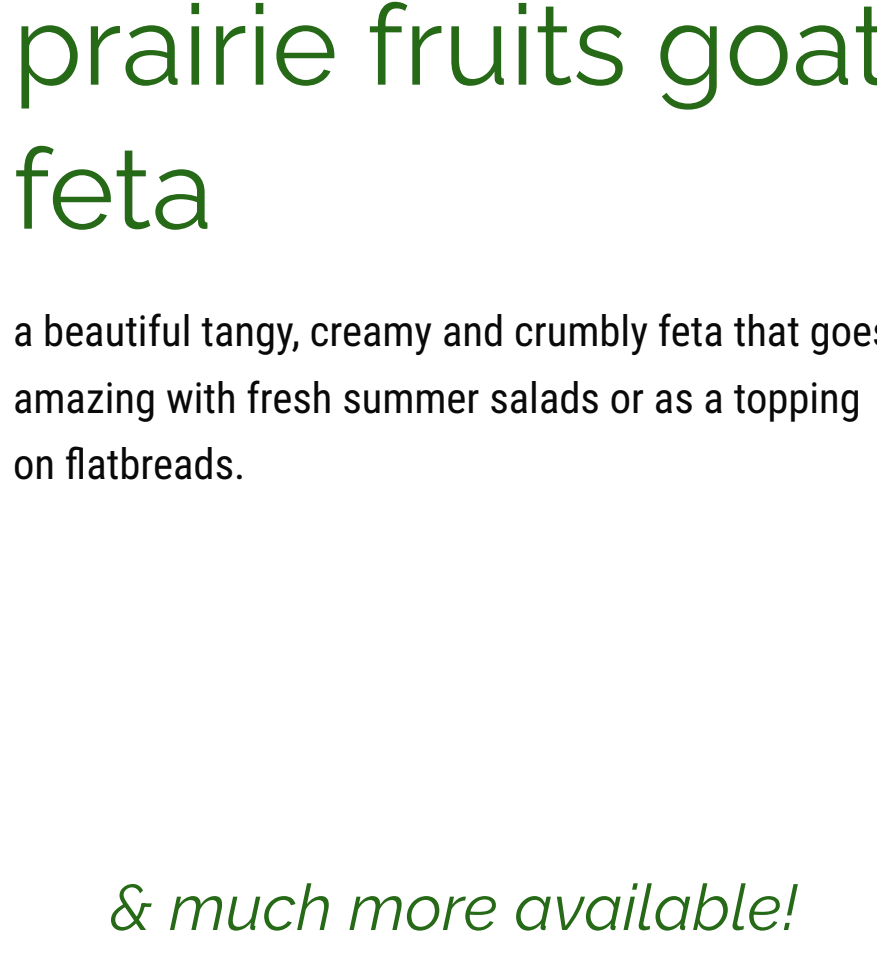 prairie fruits goat
feta
a beautiful tangy, creamy and crumbly feta that goes
amazing with fresh summer salads or as a topping
on flatbreads.
& much more available!